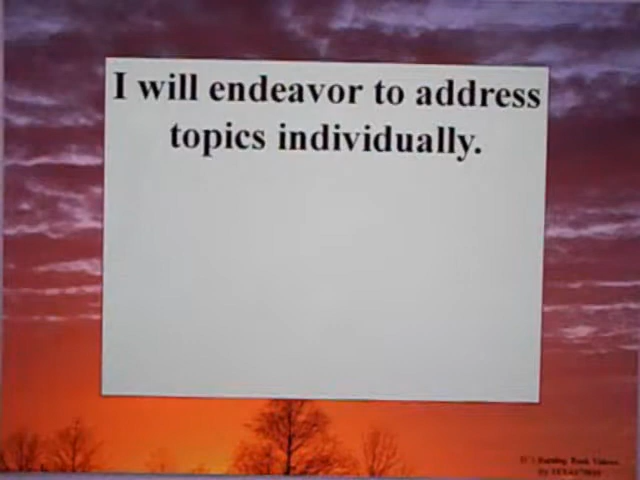 I will endeavor to address
topics individually.